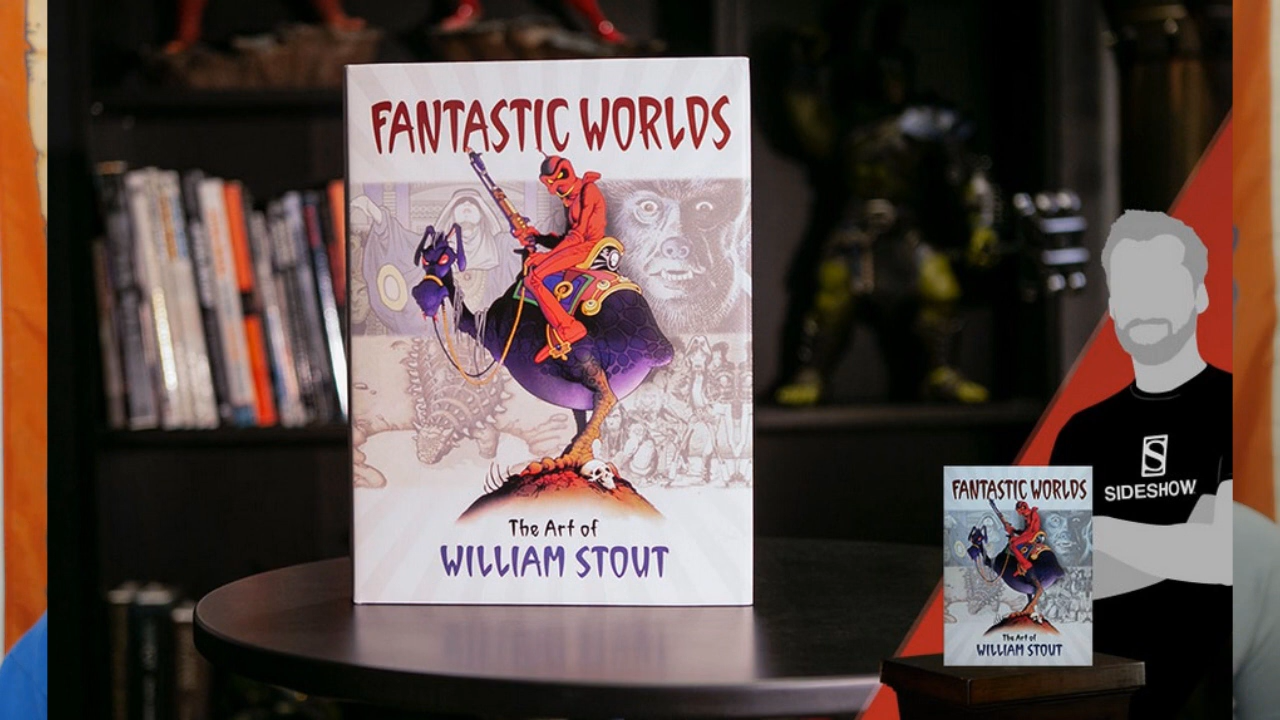 FANTASTIC WORLDS
The Art of
WILLIAM STOUT
S
SIDESHOW
FANTASTIC WORLDS
The Art of
WILLIAM STOUT